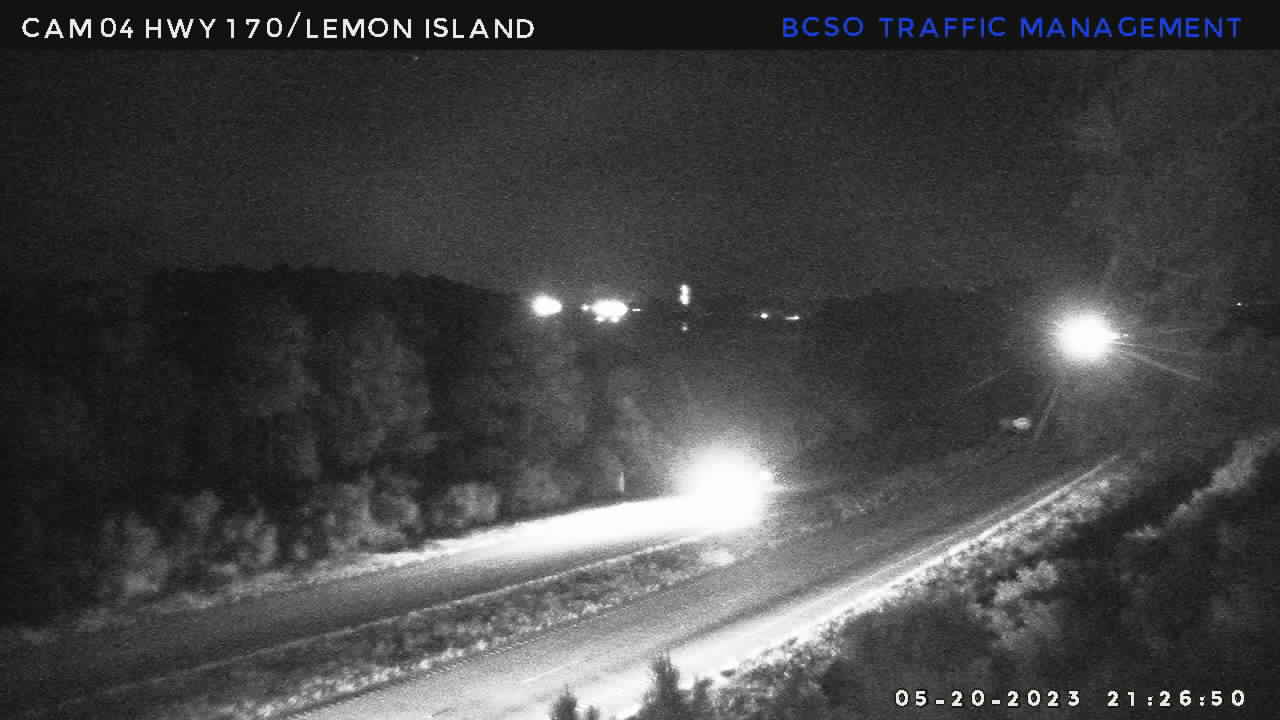 CAM04 HWY 170/LEMON ISLAND
BCSO TRAFFIC MANAGEMENT
05-20-2023 21:26:50